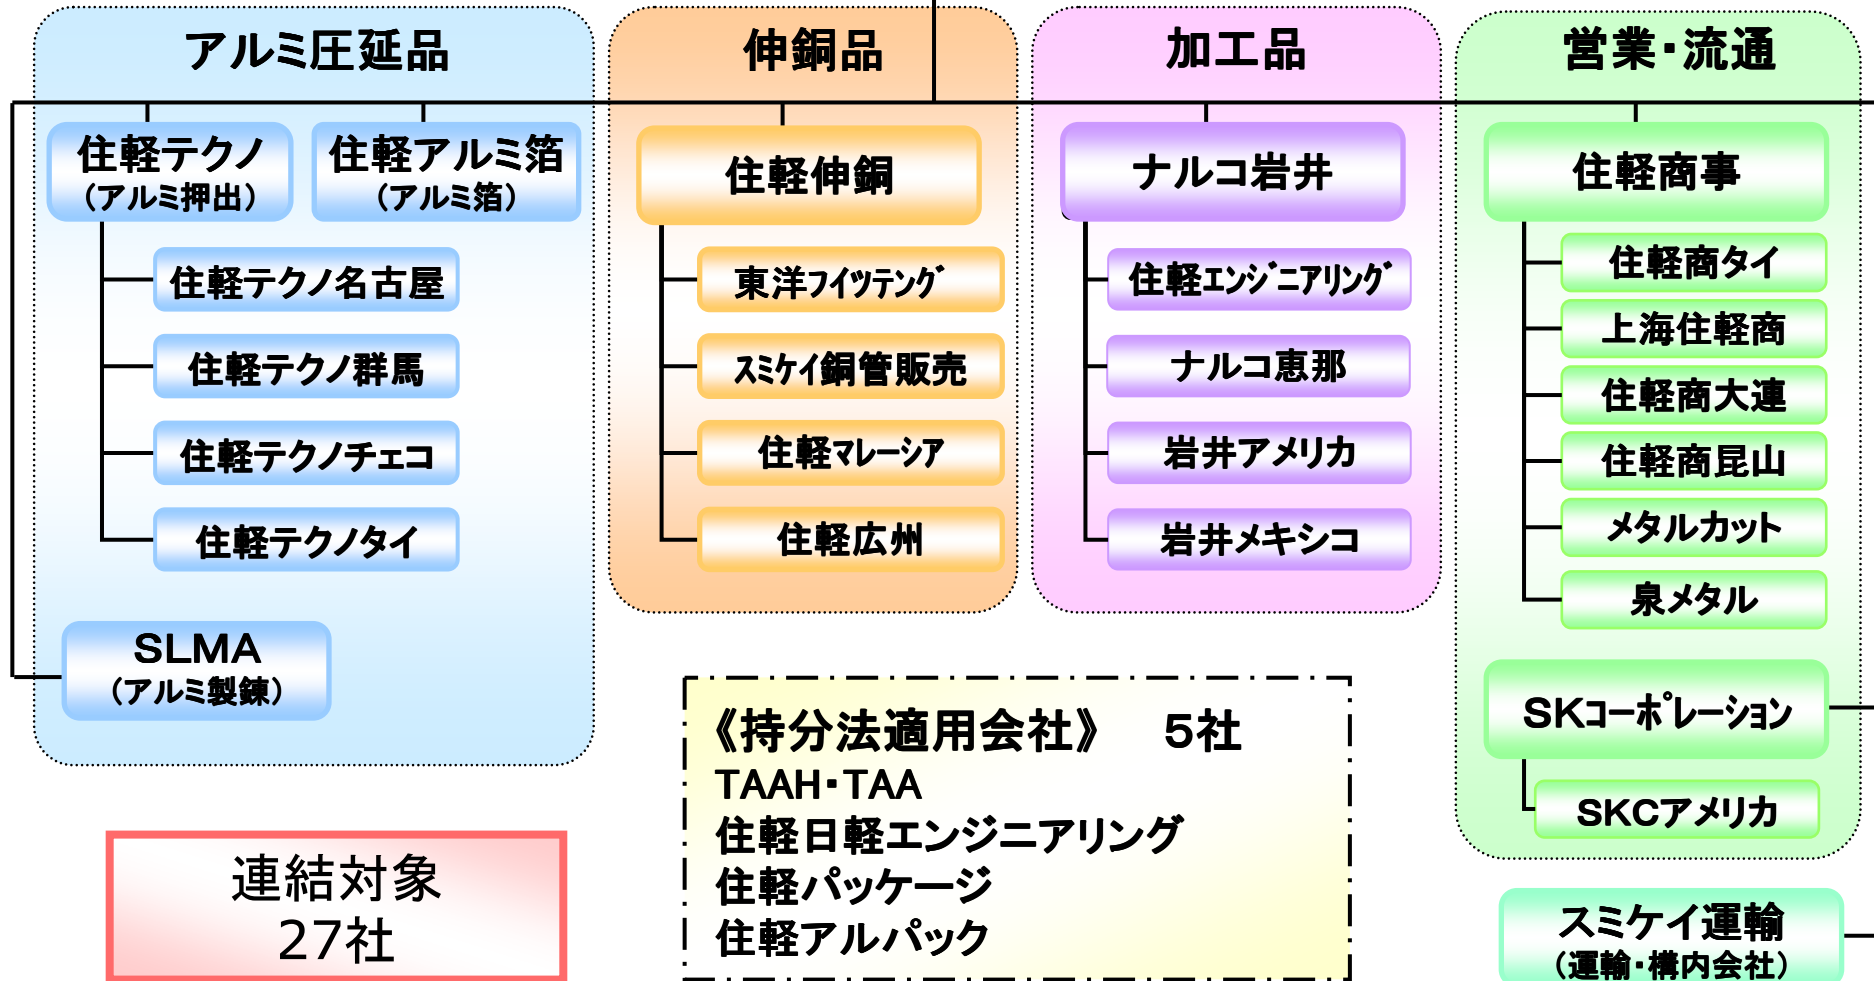 アルミ圧延品
住軽テクノ
（アルミ押出）
住軽アルミ箔
（アルミ箔）
住軽テクノ名古屋
住軽テクノ群馬
住軽テクノチェコ
住軽テクノタイ
SLMA
（アルミ製錬）
伸銅品
住軽伸銅
東洋ﾌｲﾂﾃﾝｸﾞ
ｽﾐｹｲ銅管販売
住軽ﾏﾚｰｼｱ
住軽広州
加工品
ナルコ岩井
住軽ｴﾝｼﾞﾆｱﾘﾝｸﾞ
ナルコ恵那
岩井アメリカ
岩井メキシコ
営業・流通
住軽商事
住軽商タイ
上海住軽商
住軽商大連
住軽商昆山
メタルカット
泉メタル
SKｺｰﾎﾟﾚｰｼｮﾝ
SKCアメリカ
スミケイ運輸
（運輸・構内会社）
《持分法適用会社》　5社
TAAH・TAA
住軽日軽エンジニアリング
住軽パッケージ
住軽アルパック
連結対象
27社